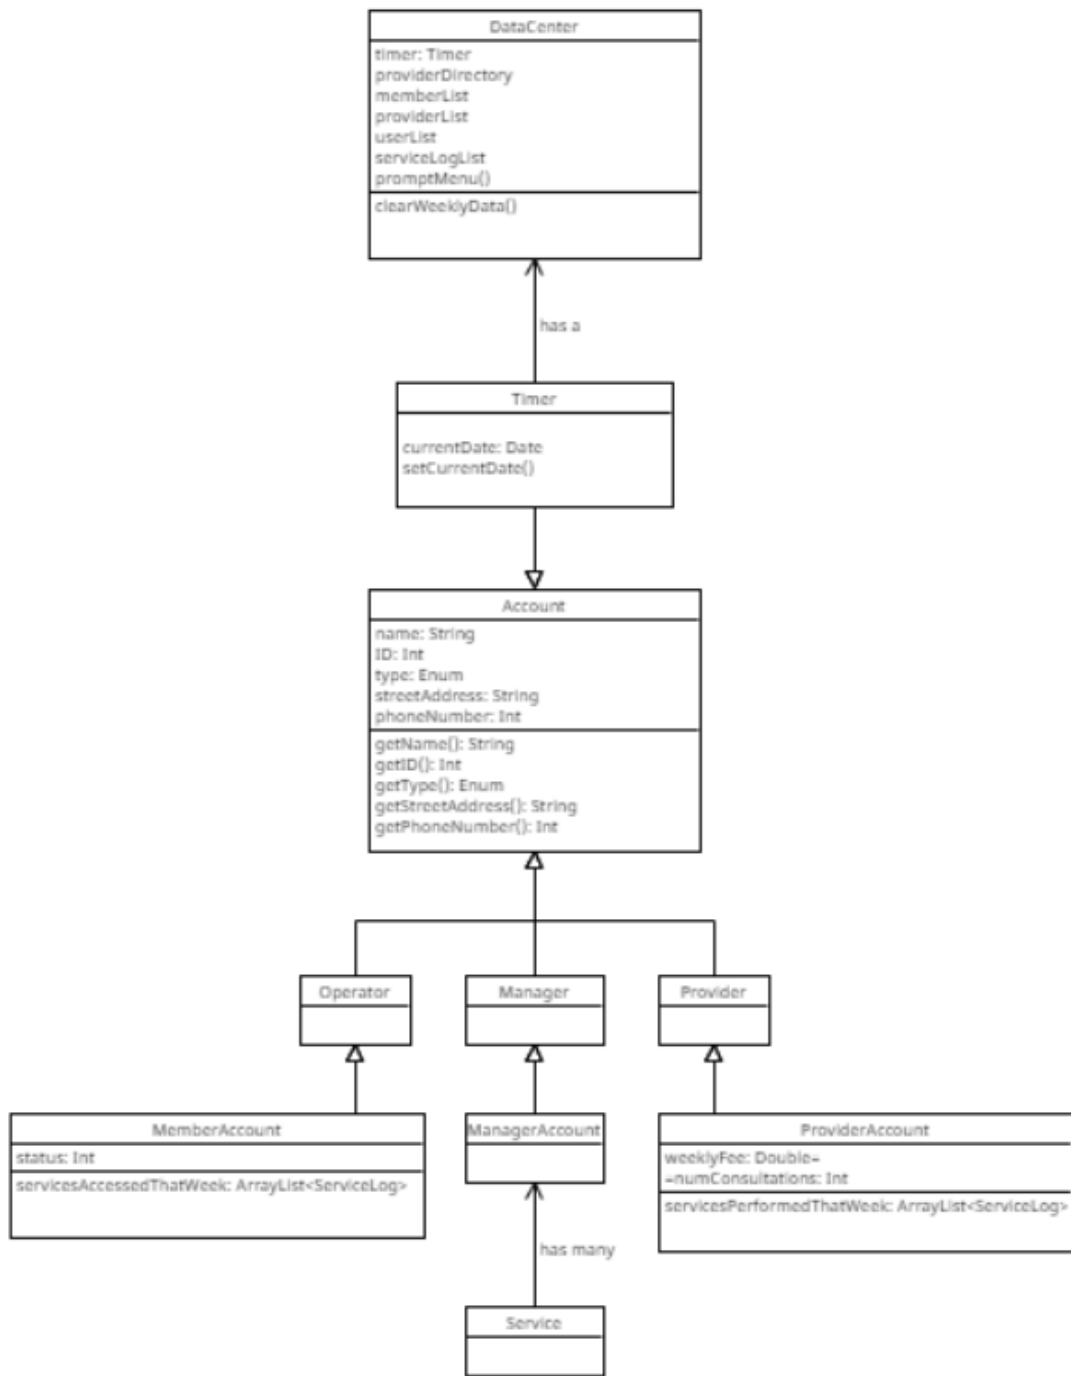 DataCenter
timer: Timer
providerDirectory
memberList
providerList
userList
serviceLogList
promptMenu()
clearWeeklyData()
has a
Timer
currentDate: Date
setCurrentDate()
Account
name: String
ID: Int
type: Enum
streetAddress: String
phoneNumber: Int
getName(): String
getID(): Int
getType(): Enum
getStreetAddress(): String
getPhoneNumber(): Int
Operator
Manager
Provider
MemberAccount
status: Int
servicesAccessedThatWeek: ArrayList<ServiceLog>
ManagerAccount
ProviderAccount
weeklyFee: Double–
–numConsultations: Int
servicesPerformedThatWeek: ArrayList<ServiceLog>
has many
Service